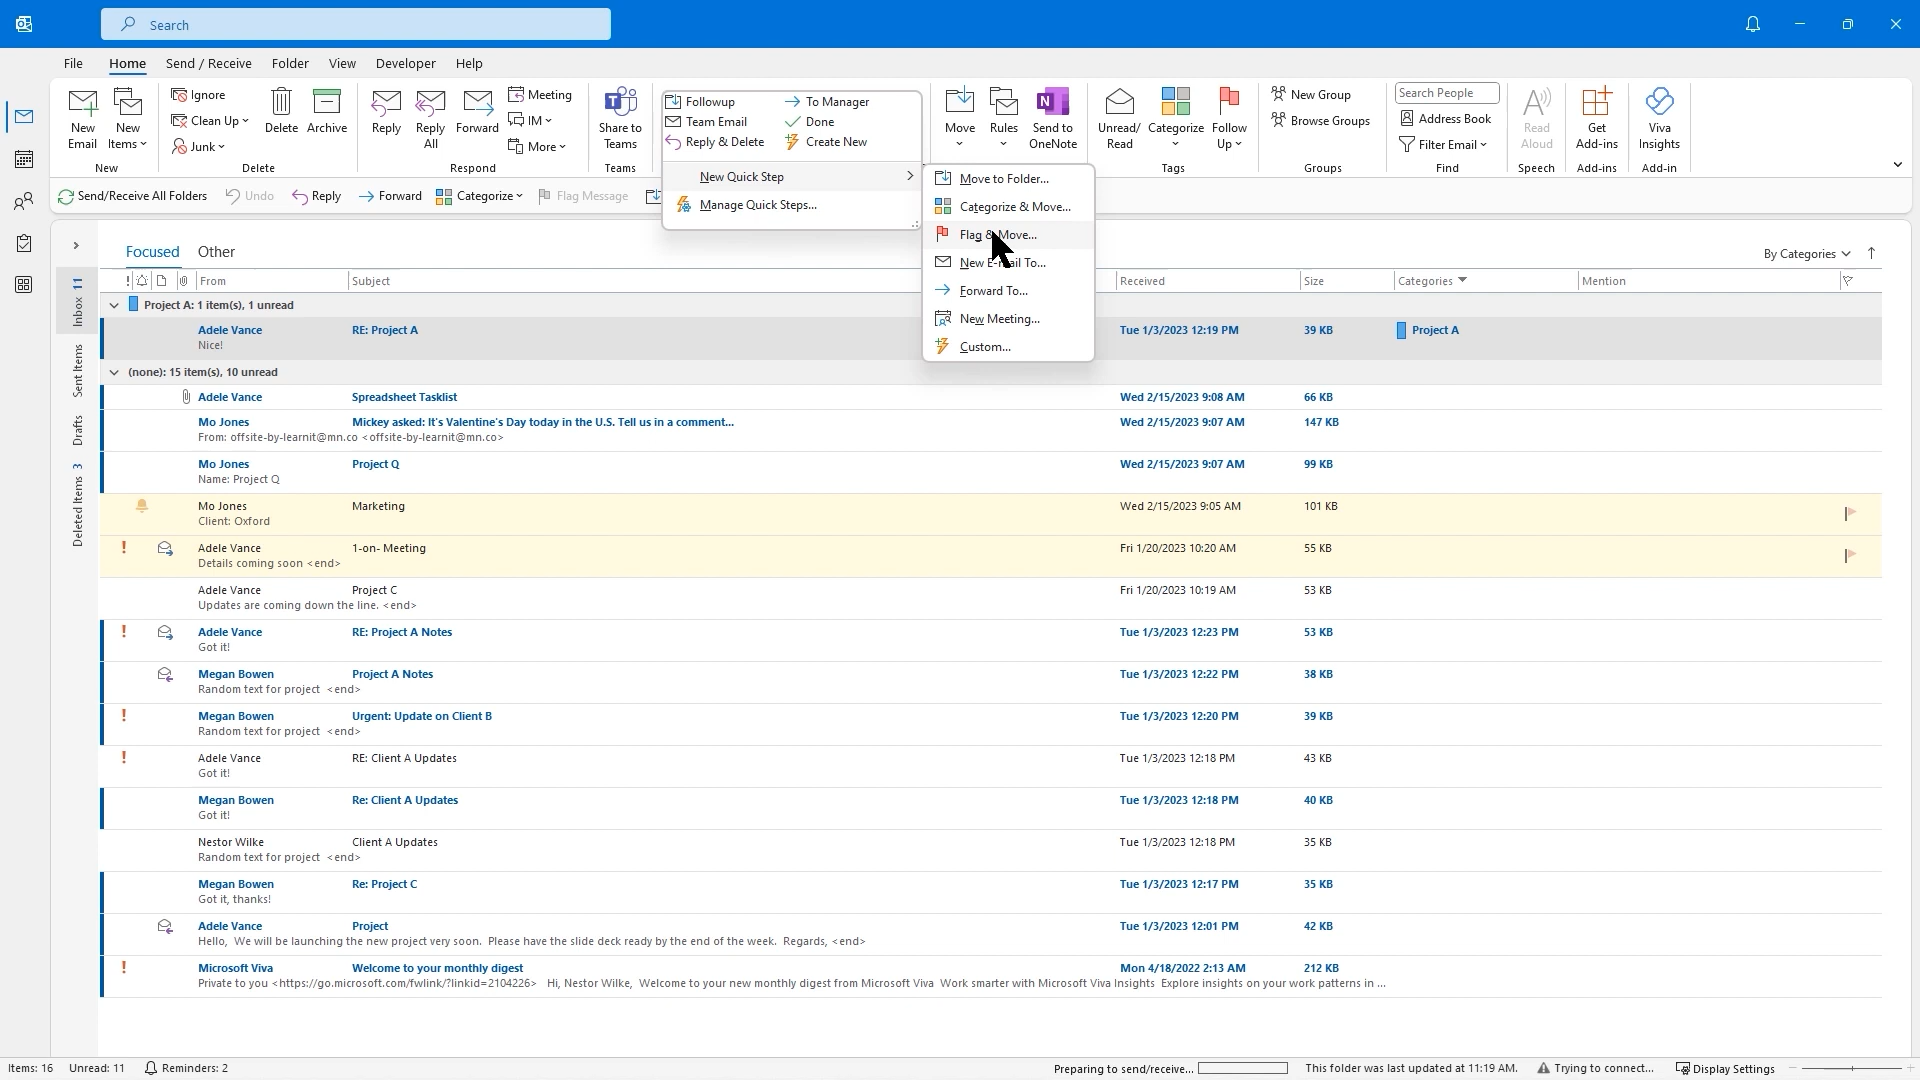 Search
File Home Send / Receive Folder View Developer Help
New Email
New Items
New
Ignore
Clean Up
Junk
Delete
Archive
Delete
Reply
Reply All
Forward
Meeting
IM
More
Respond
Share to Teams
Teams
Followup
To Manager
Team Email
Done
Reply & Delete
Create New
New Quick Step
Manage Quick Steps...
Move
Rules
Send to OneNote
Unread/ Read
Categorize
Follow Up
Tags
New Group
Browse Groups
Groups
Search People
Address Book
Filter Email
Find
Read Aloud
Speech
Get Add-ins
Add-ins
Viva Insights
Add-in
Send/Receive All Folders Undo Reply Forward Categorize Flag Message
Move to Folder...
Categorize & Move...
Flag & Move...
New E-mail To...
Forward To...
New Meeting...
Custom...
Focused Other
By Categories
Inbox 11
Sent Items
Drafts
Deleted Items 3
! From Subject Received Size Categories Mention
Project A: 1 item(s), 1 unread
Adele Vance RE: Project A Tue 1/3/2023 12:19 PM 39 KB Project A
Nice!
(none): 15 item(s), 10 unread
Adele Vance Spreadsheet Tasklist Wed 2/15/2023 9:08 AM 66 KB
Mo Jones Mickey asked: It's Valentine's Day today in the U.S. Tell us in a comment... Wed 2/15/2023 9:07 AM 147 KB
From: offsite-by-learnit@mn.co <offsite-by-learnit@mn.co>
Mo Jones Project Q Wed 2/15/2023 9:07 AM 99 KB
Name: Project Q
Mo Jones Marketing Wed 2/15/2023 9:05 AM 101 KB
Client: Oxford
! Adele Vance 1-on- Meeting Fri 1/20/2023 10:20 AM 55 KB
Details coming soon <end>
Adele Vance Project C Fri 1/20/2023 10:19 AM 53 KB
Updates are coming down the line. <end>
! Adele Vance RE: Project A Notes Tue 1/3/2023 12:23 PM 53 KB
Got it!
Megan Bowen Project A Notes Tue 1/3/2023 12:22 PM 38 KB
Random text for project <end>
! Megan Bowen Urgent: Update on Client B Tue 1/3/2023 12:20 PM 39 KB
Random text for project <end>
! Adele Vance RE: Client A Updates Tue 1/3/2023 12:18 PM 43 KB
Got it!
Megan Bowen Re: Client A Updates Tue 1/3/2023 12:18 PM 40 KB
Got it!
Nestor Wilke Client A Updates Tue 1/3/2023 12:18 PM 35 KB
Random text for project <end>
Megan Bowen Re: Project C Tue 1/3/2023 12:17 PM 35 KB
Got it, thanks!
Adele Vance Project Tue 1/3/2023 12:01 PM 42 KB
Hello, We will be launching the new project very soon. Please have the slide deck ready by the end of the week. Regards, <end>
! Microsoft Viva Welcome to your monthly digest Mon 4/18/2022 2:13 AM 212 KB
Private to you <https://go.microsoft.com/fwlink/?linkid=2104226> Hi, Nestor Wilke, Welcome to your new monthly digest from Microsoft Viva Work smarter with Microsoft Viva Insights Explore insights on your work patterns in ...
Items: 16 Unread: 11 Reminders: 2 Preparing to send/receive... This folder was last updated at 11:19 AM. Trying to connect... Display Settings